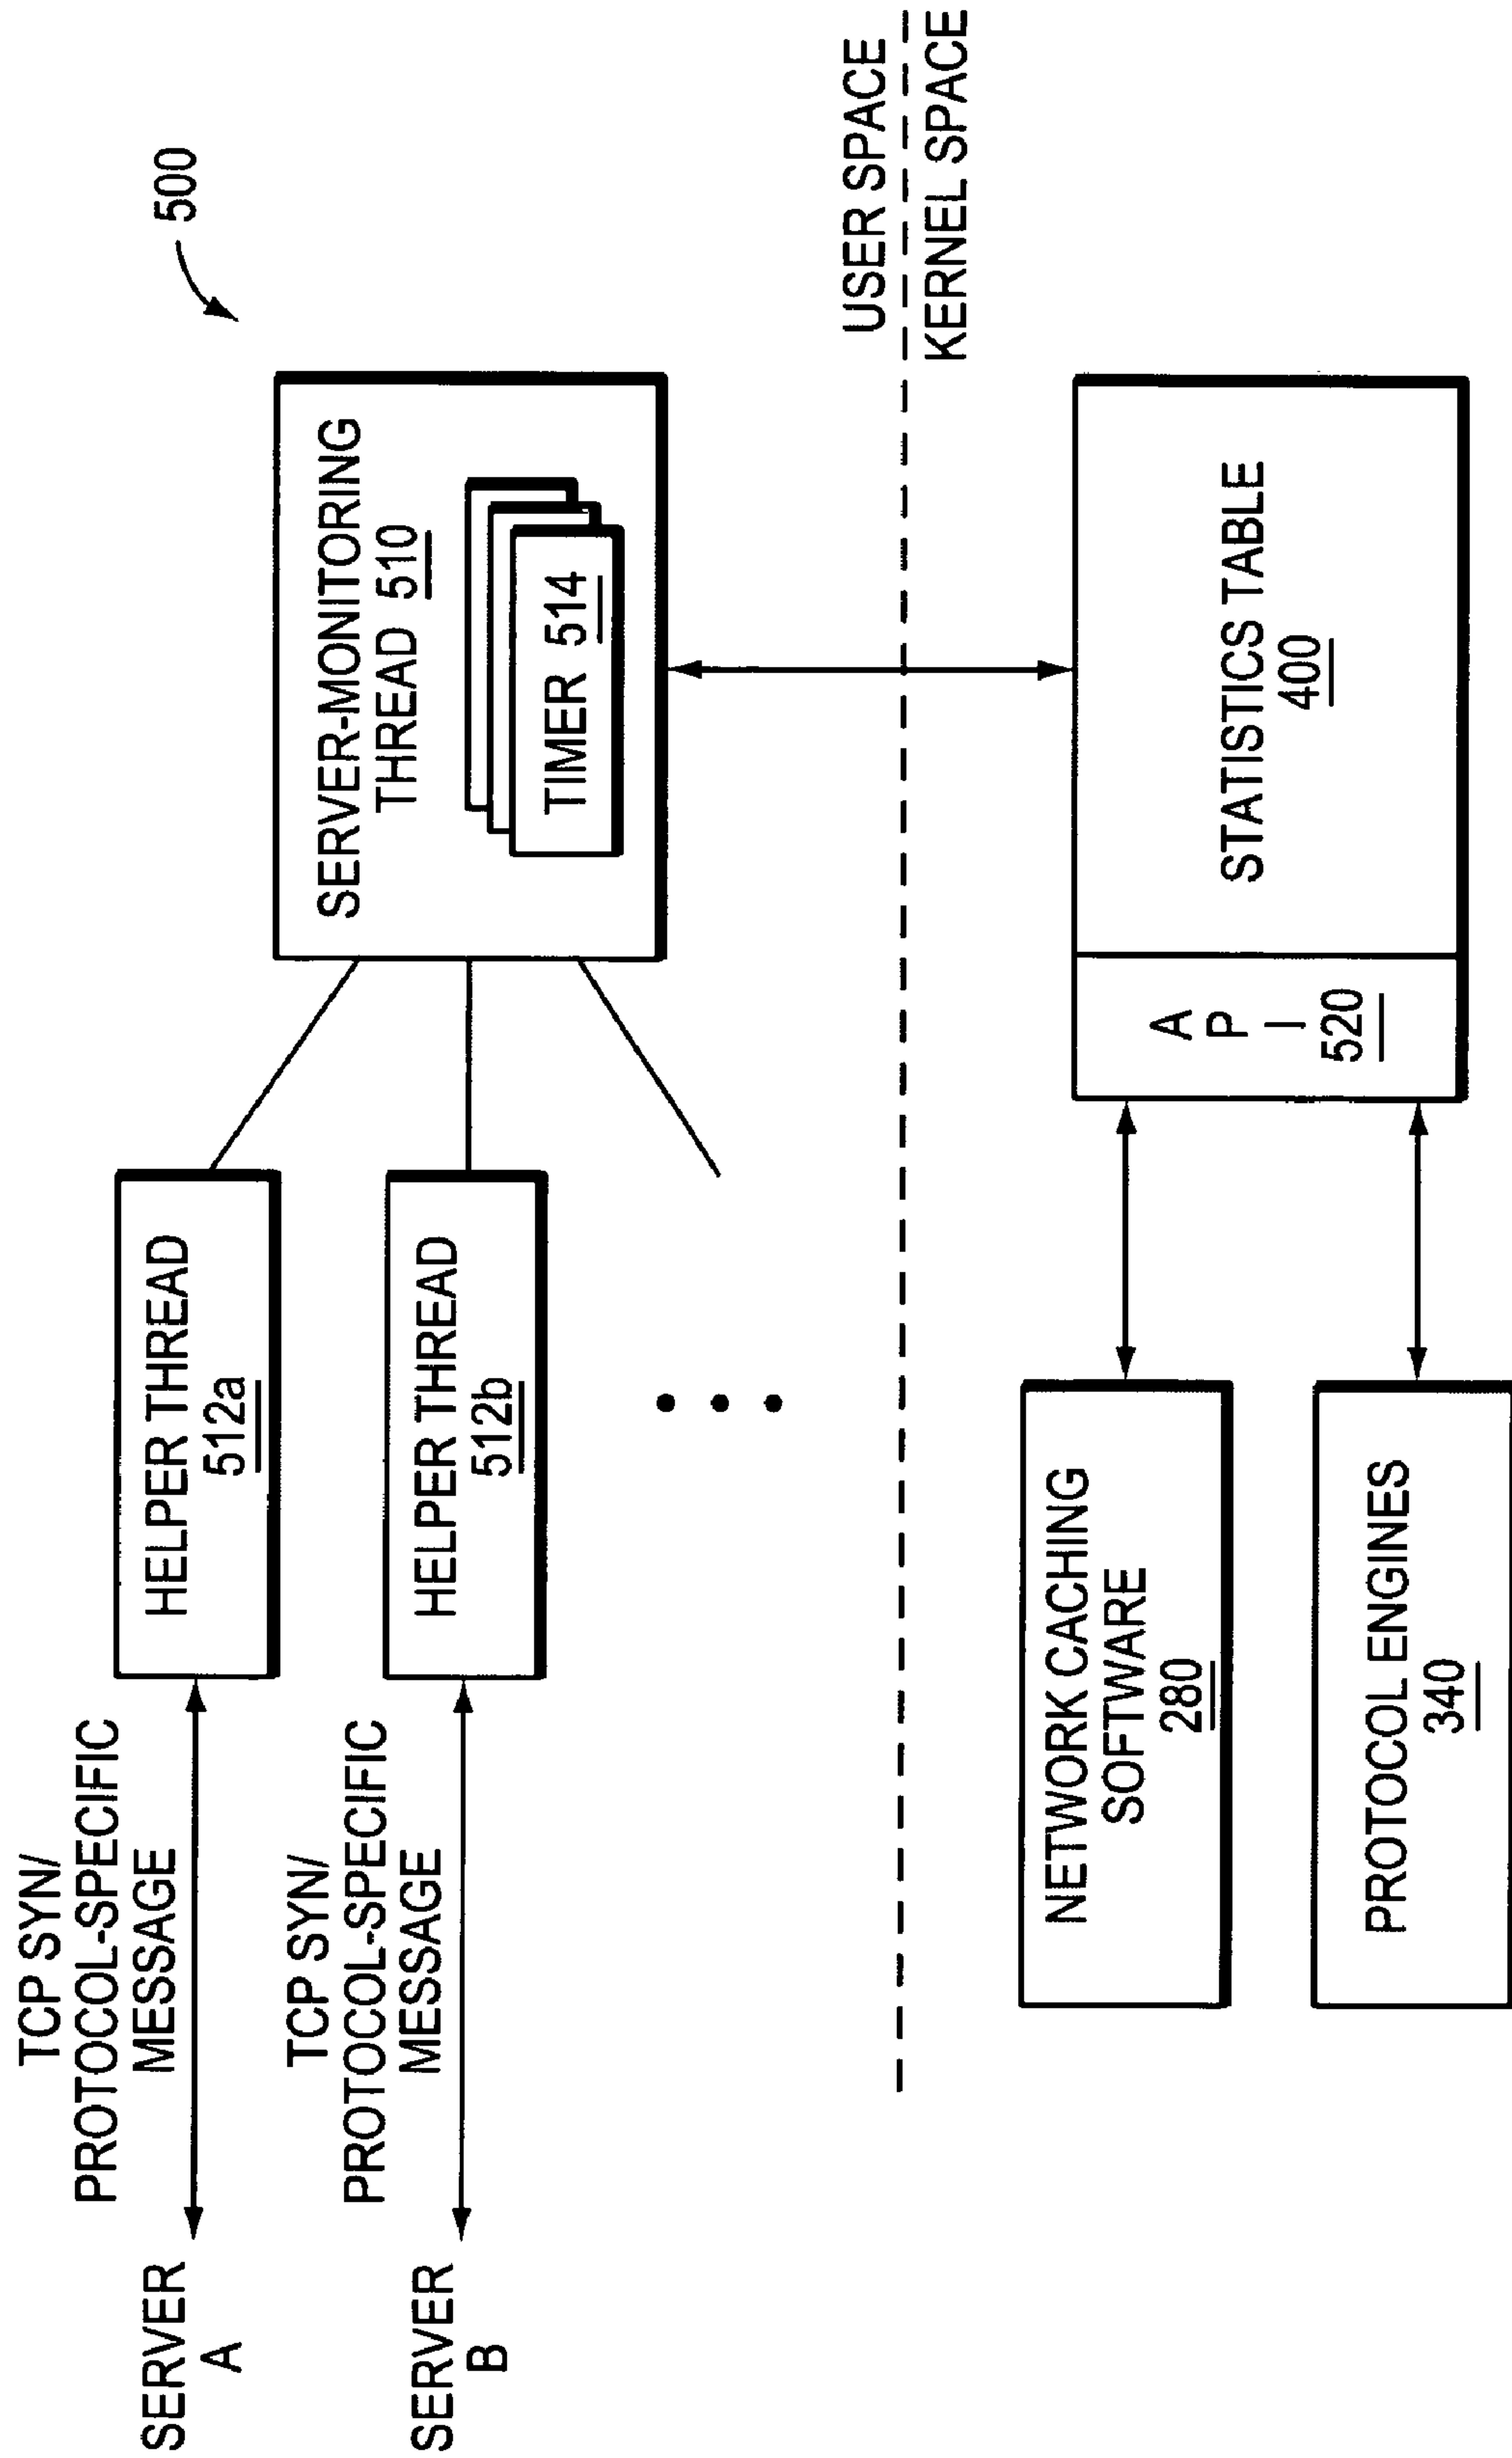 500
TCP SYN/
PROTOCOL-SPECIFIC
MESSAGE
SERVER
A
HELPER THREAD
512a
SERVER-MONITORING
THREAD 510
TIMER 514
TCP SYN/
PROTOCOL-SPECIFIC
MESSAGE
SERVER
B
HELPER THREAD
512b
USER SPACE
KERNEL SPACE
NETWORK CACHING
SOFTWARE
280
PROTOCOL ENGINES
340
A
P
I
520
STATISTICS TABLE
400